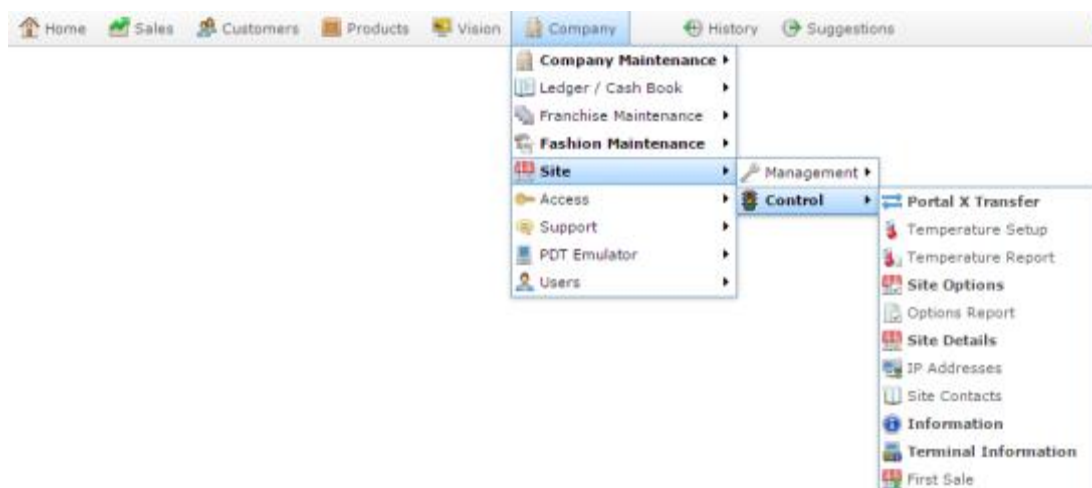 Home Sales Customers Products Vision Company History Suggestions
Company Maintenance
Ledger / Cash Book
Franchise Maintenance
Fashion Maintenance
Site
Management
Access
Control
Portal X Transfer
Support
Temperature Setup
PDT Emulator
Temperature Report
Users
Site Options
Options Report
Site Details
IP Addresses
Site Contacts
Information
Terminal Information
First Sale